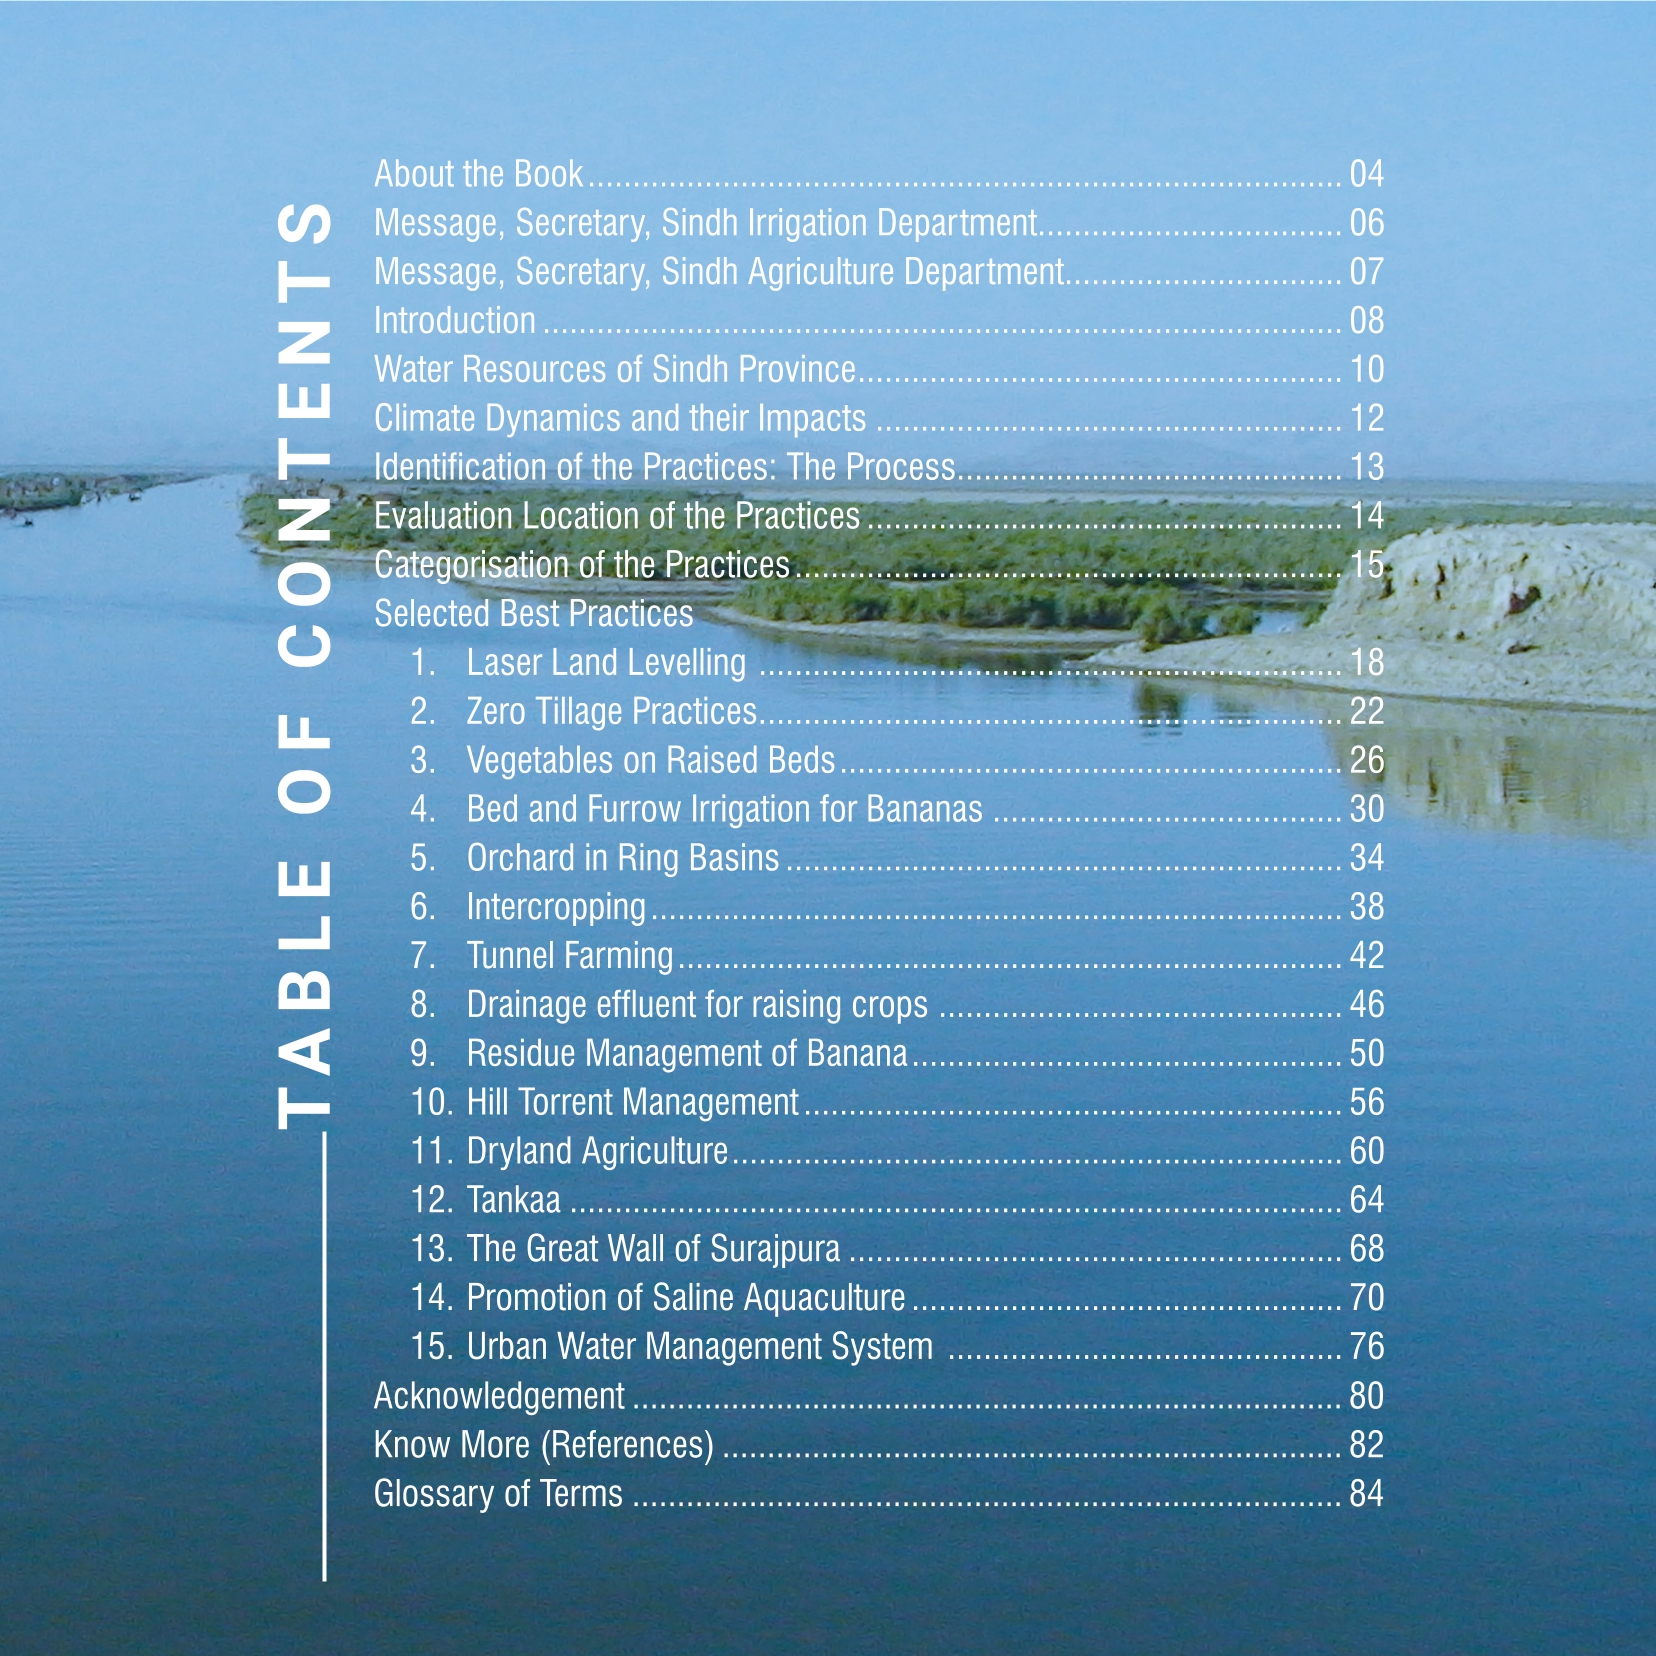 TABLE OF CONTENTS
About the Book ........ 04
Message, Secretary, Sindh Irrigation Department ........ 06
Message, Secretary, Sindh Agriculture Department ........ 07
Introduction ........ 08
Water Resources of Sindh Province ........ 10
Climate Dynamics and their Impacts ........ 12
Identification of the Practices: The Process ........ 13
Evaluation Location of the Practices ........ 14
Categorisation of the Practices ........ 15
Selected Best Practices
1. Laser Land Levelling ........ 18
2. Zero Tillage Practices ........ 22
3. Vegetables on Raised Beds ........ 26
4. Bed and Furrow Irrigation for Bananas ........ 30
5. Orchard in Ring Basins ........ 34
6. Intercropping ........ 38
7. Tunnel Farming ........ 42
8. Drainage effluent for raising crops ........ 46
9. Residue Management of Banana ........ 50
10. Hill Torrent Management ........ 56
11. Dryland Agriculture ........ 60
12. Tankaa ........ 64
13. The Great Wall of Surajpura ........ 68
14. Promotion of Saline Aquaculture ........ 70
15. Urban Water Management System ........ 76
Acknowledgement ........ 80
Know More (References) ........ 82
Glossary of Terms ........ 84